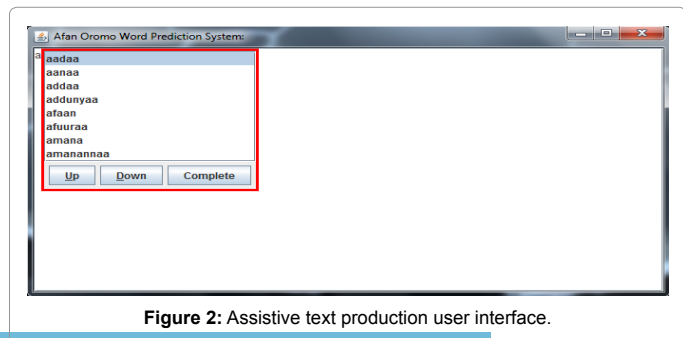 Afan Oromo Word Prediction System:
a
aadaa
aanaa
addaa
addunyaa
afaan
afuuraa
amana
amanannaa
Up Down Complete
Figure 2: Assistive text production user interface.